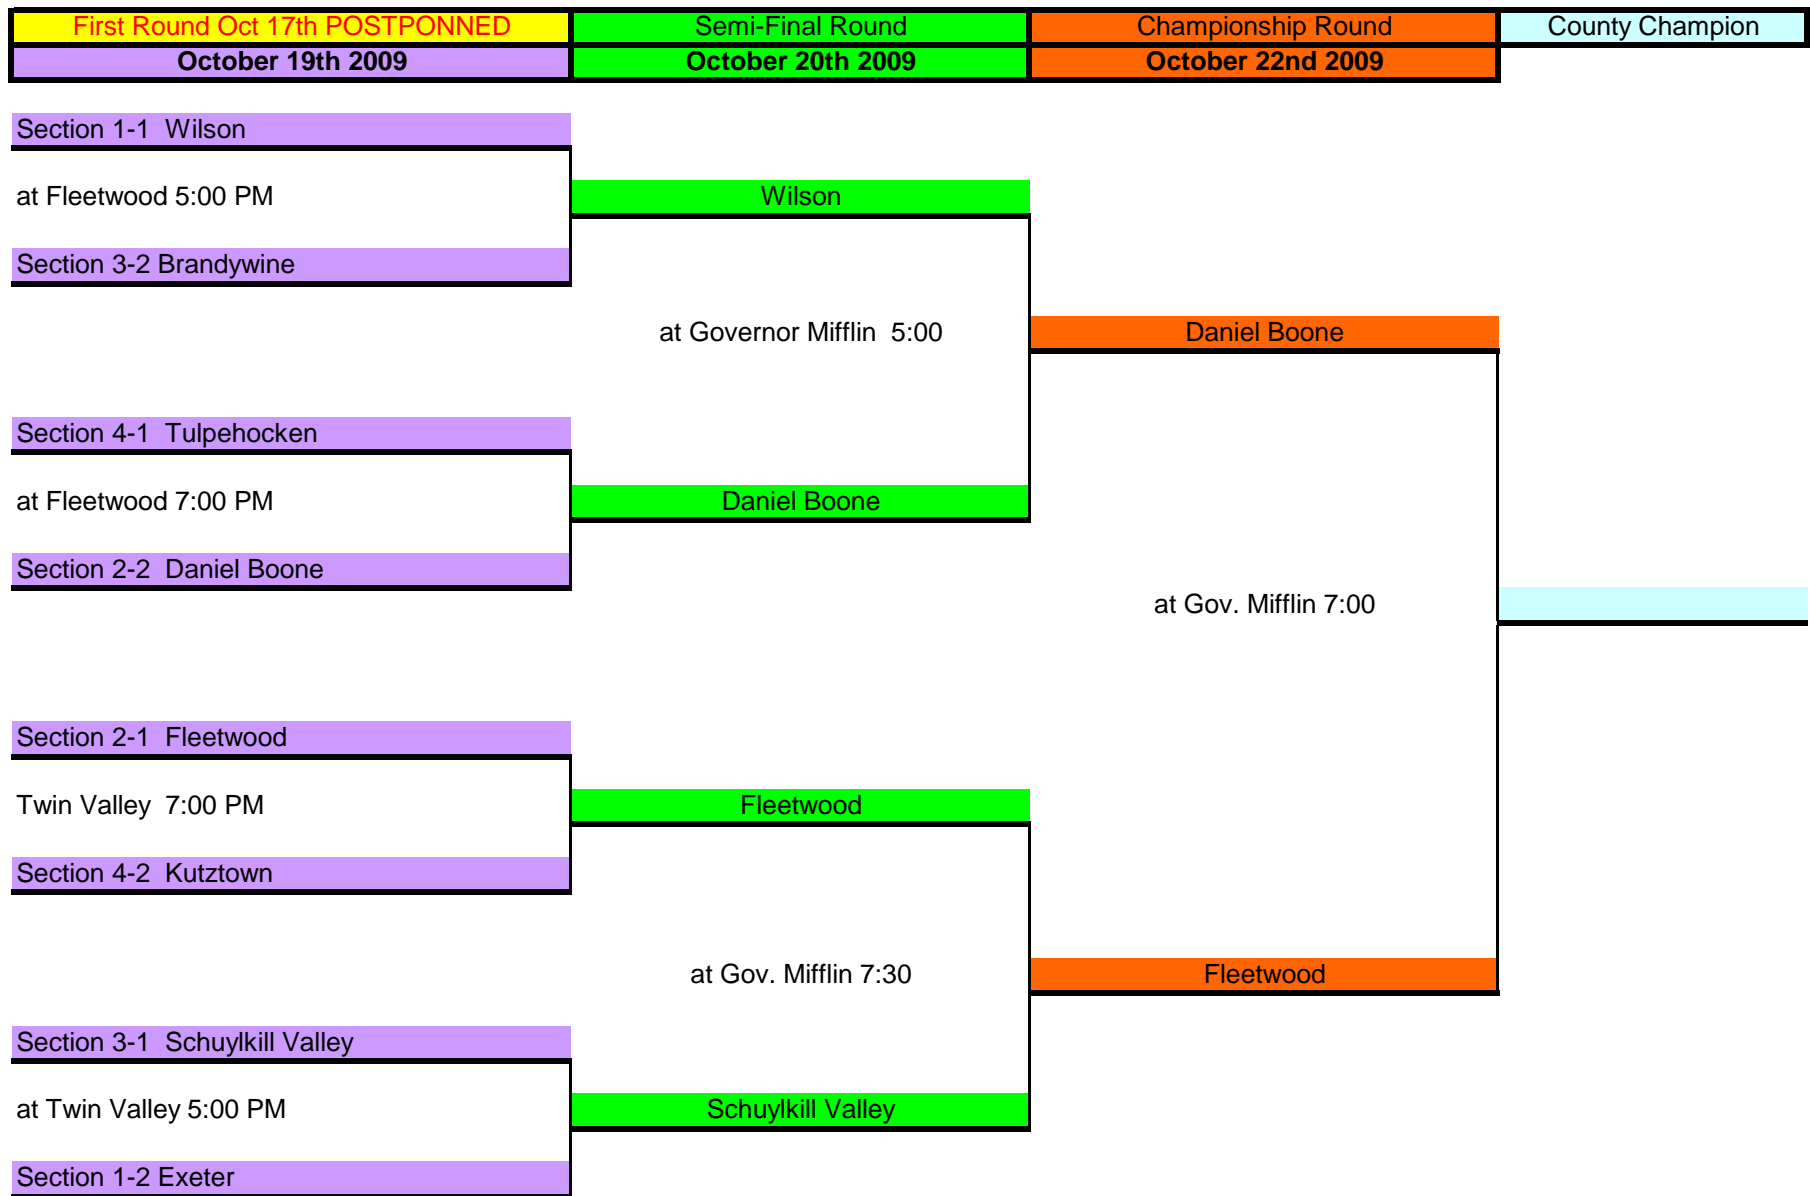 First Round Oct 17th POSTPONNED
Semi-Final Round
Championship Round
County Champion
October 19th 2009
October 20th 2009
October 22nd 2009
Section 1-1 Wilson
at Fleetwood 5:00 PM
Wilson
Section 3-2 Brandywine
at Governor Mifflin 5:00
Daniel Boone
Section 4-1 Tulpehocken
at Fleetwood 7:00 PM
Daniel Boone
Section 2-2 Daniel Boone
at Gov. Mifflin 7:00
Section 2-1 Fleetwood
Twin Valley 7:00 PM
Fleetwood
Section 4-2 Kutztown
at Gov. Mifflin 7:30
Fleetwood
Section 3-1 Schuylkill Valley
at Twin Valley 5:00 PM
Schuylkill Valley
Section 1-2 Exeter